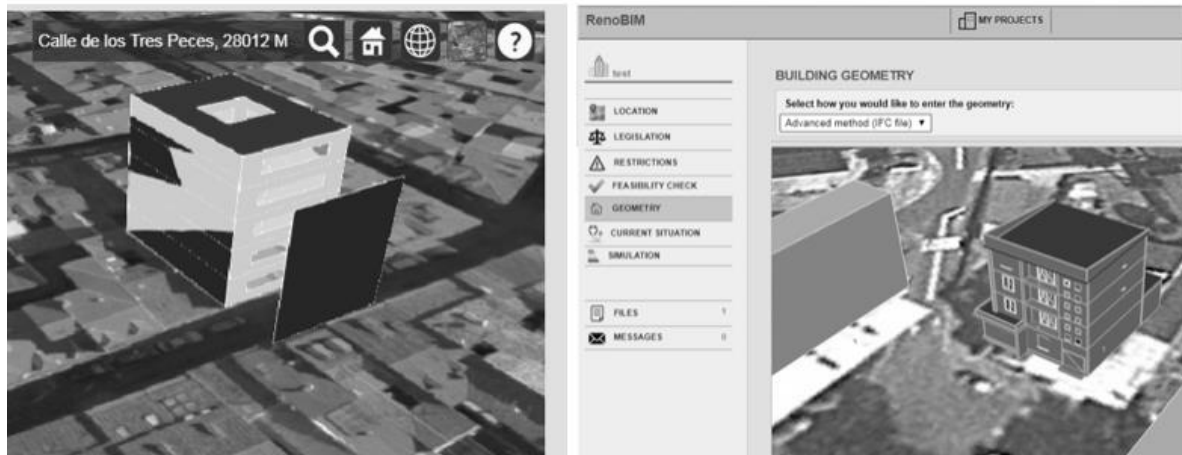 Calle de los Tres Peces, 28012 M
?
RenoBIM
MY PROJECTS
test
LOCATION
LEGISLATION
RESTRICTIONS
FEASIBILITY CHECK
GEOMETRY
CURRENT SITUATION
SIMULATION
FILES 1
MESSAGES 0
BUILDING GEOMETRY
Select how you would like to enter the geometry:
Advanced method (IFC file)